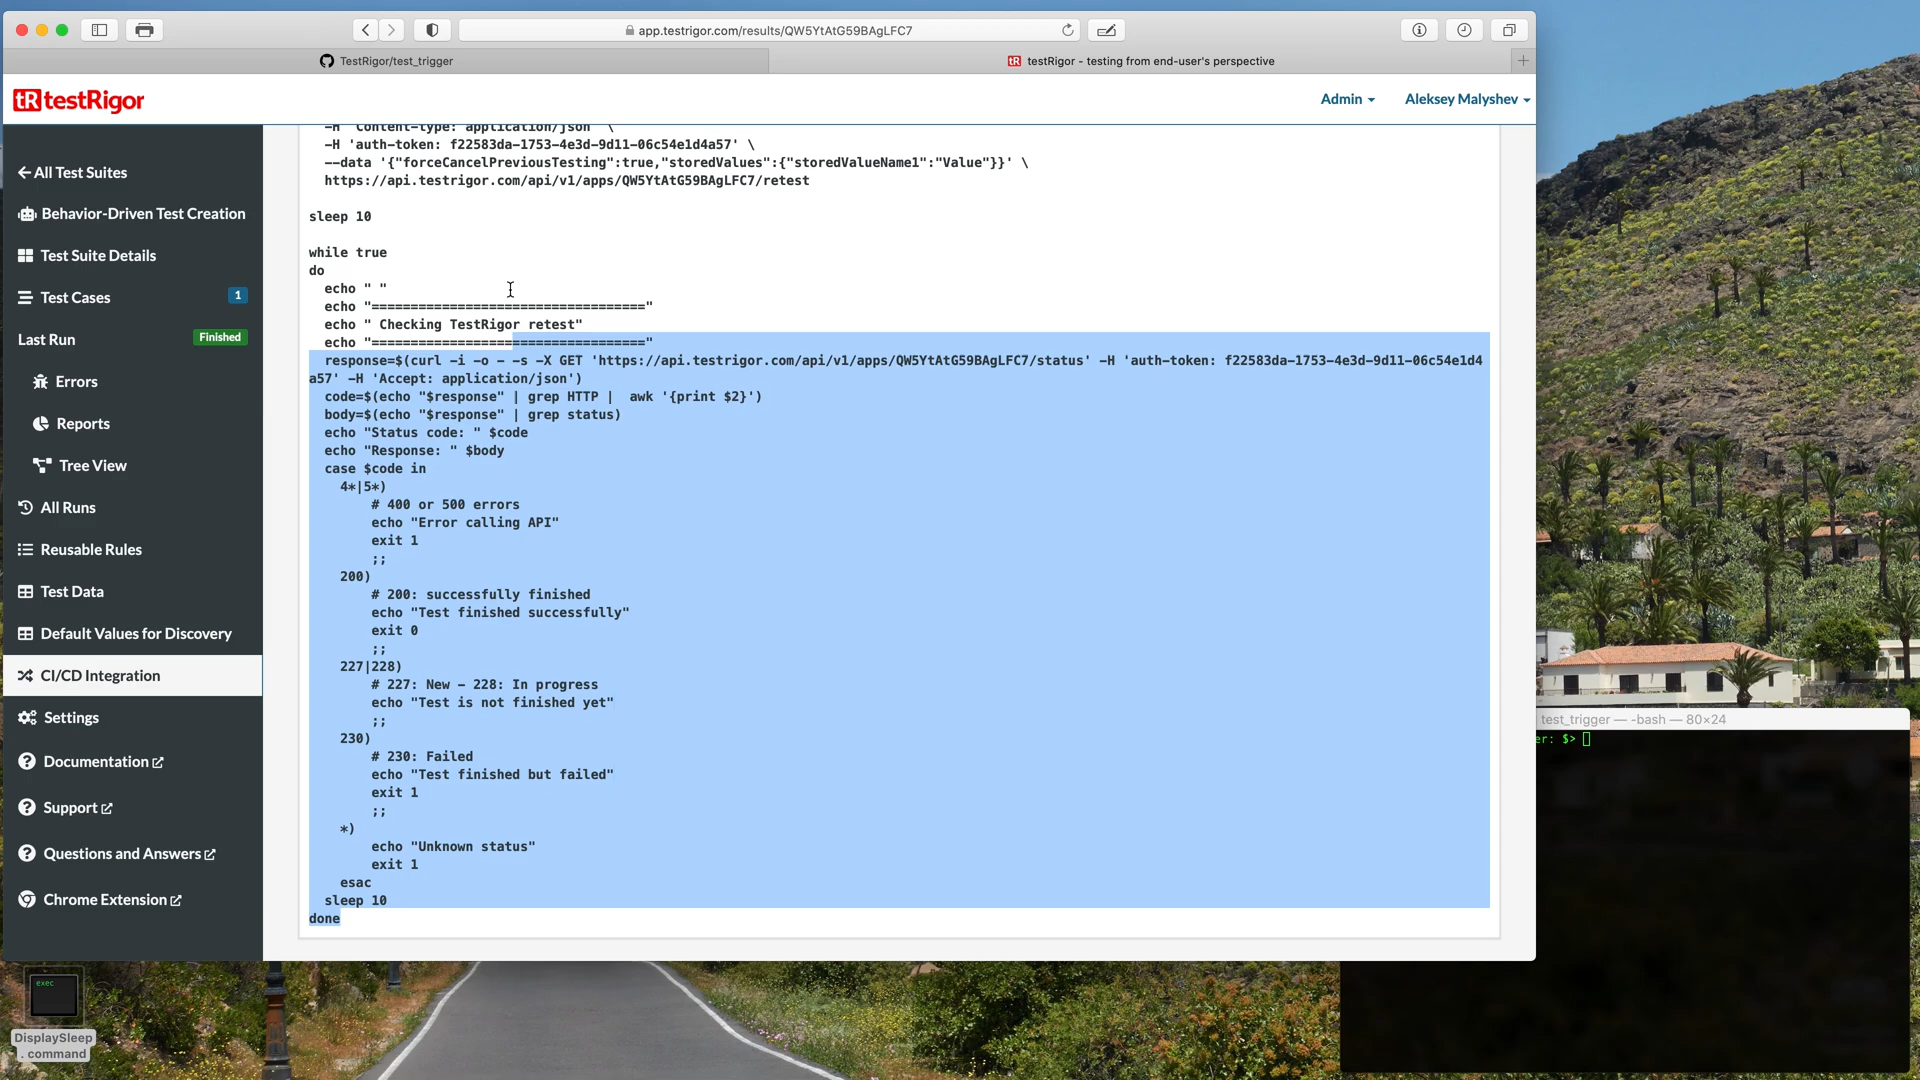 app.testrigor.com/results/QW5YtAtG59BAgLFC7
TestRigor/test_trigger
tR testRigor - testing from end-user's perspective
tR testRigor
Admin
Aleksey Malyshev
All Test Suites
Behavior-Driven Test Creation
Test Suite Details
Test Cases 1
Last Run Finished
Errors
Reports
Tree View
All Runs
Reusable Rules
Test Data
Default Values for Discovery
CI/CD Integration
Settings
Documentation
Support
Questions and Answers
Chrome Extension
-H 'Content-type: application/json' \
-H 'auth-token: f22583da-1753-4e3d-9d11-06c54e1d4a57' \
--data '{"forceCancelPreviousTesting":true,"storedValues":{"storedValueName1":"Value"}}' \
https://api.testrigor.com/api/v1/apps/QW5YtAtG59BAgLFC7/retest
sleep 10
while true
do
echo " "
echo "==================================="
echo " Checking TestRigor retest"
echo "==================================="
response=$(curl -i -o - -s -X GET 'https://api.testrigor.com/api/v1/apps/QW5YtAtG59BAgLFC7/status' -H 'auth-token: f22583da-1753-4e3d-9d11-06c54e1d4
a57' -H 'Accept: application/json')
code=$(echo "$response" | grep HTTP |  awk '{print $2}')
body=$(echo "$response" | grep status)
echo "Status code: " $code
echo "Response: " $body
case $code in
4*|5*)
# 400 or 500 errors
echo "Error calling API"
exit 1
;;
200)
# 200: successfully finished
echo "Test finished successfully"
exit 0
;;
227|228)
# 227: New - 228: In progress
echo "Test is not finished yet"
;;
230)
# 230: Failed
echo "Test finished but failed"
exit 1
;;
*)
echo "Unknown status"
exit 1
esac
sleep 10
done
test_trigger — -bash — 80×24
er: $>
exec
DisplaySleep
.command